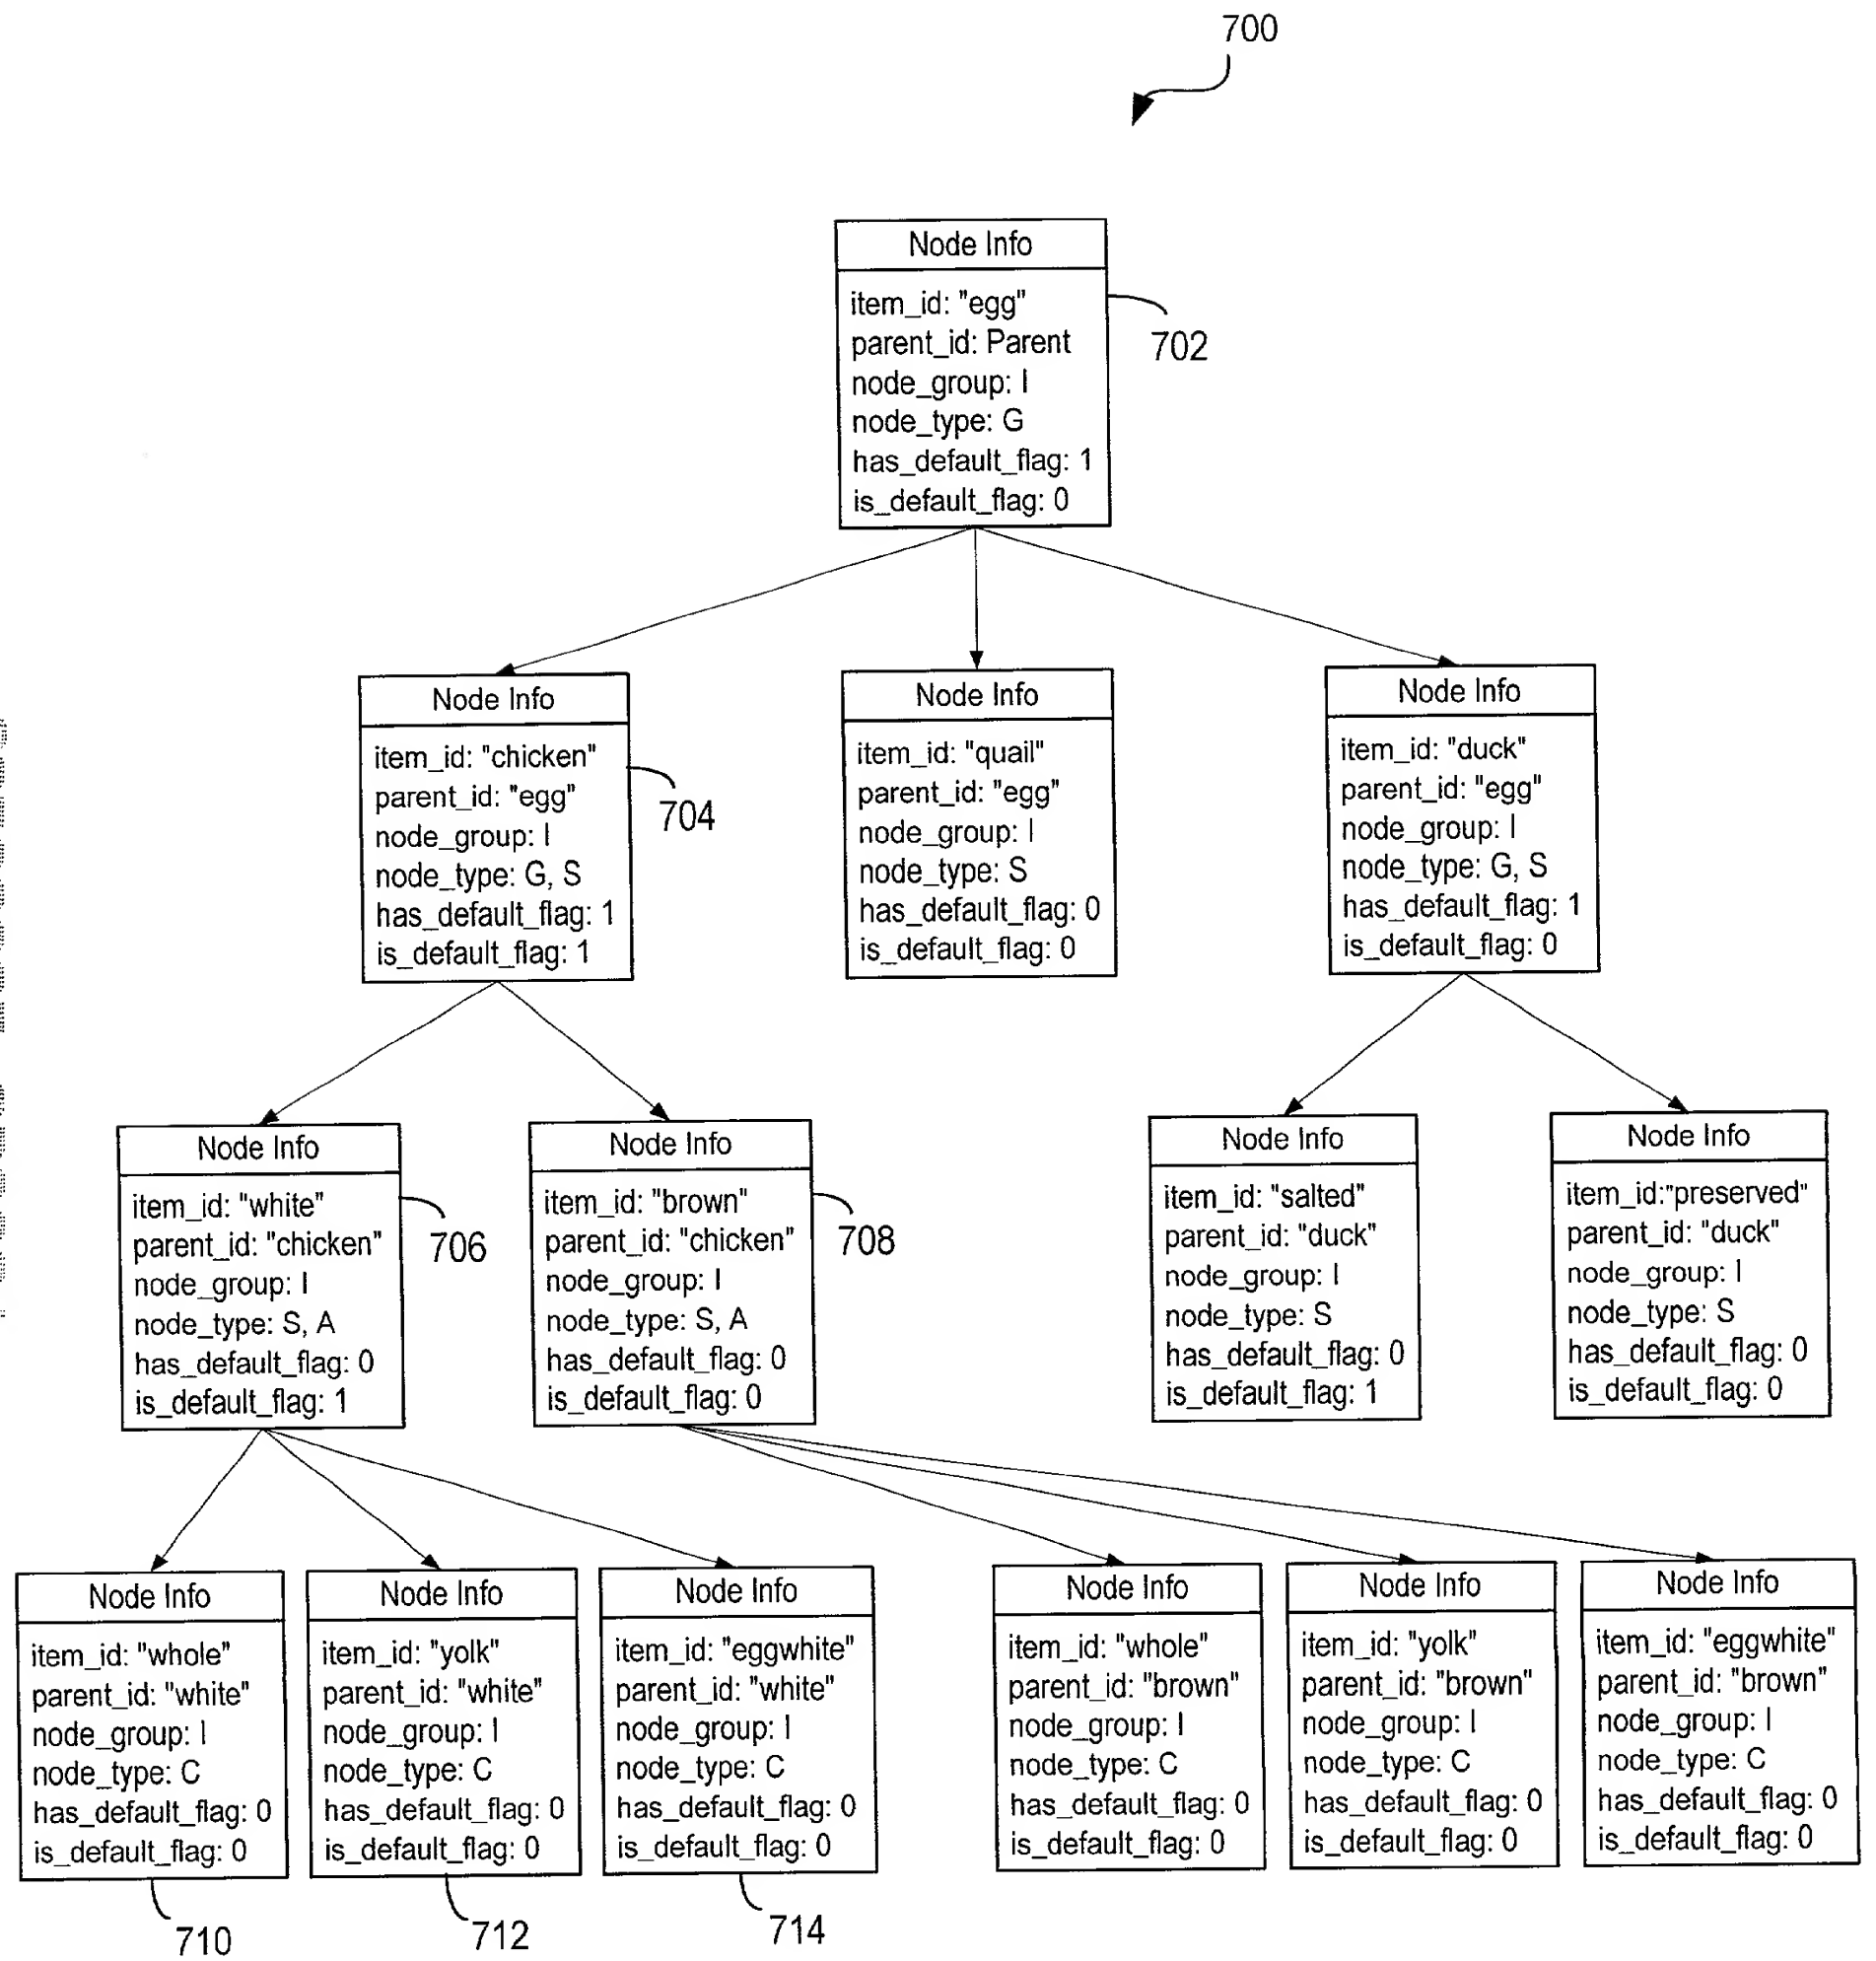 700
Node Info
item_id: "egg"
parent_id: Parent
node_group: I
node_type: G
has_default_flag: 1
is_default_flag: 0
702
Node Info
item_id: "chicken"
parent_id: "egg"
node_group: I
node_type: G, S
has_default_flag: 1
is_default_flag: 1
704
Node Info
item_id: "quail"
parent_id: "egg"
node_group: I
node_type: S
has_default_flag: 0
is_default_flag: 0
Node Info
item_id: "duck"
parent_id: "egg"
node_group: I
node_type: G, S
has_default_flag: 1
is_default_flag: 0
Node Info
item_id: "white"
parent_id: "chicken"
node_group: I
node_type: S, A
has_default_flag: 0
is_default_flag: 1
706
Node Info
item_id: "brown"
parent_id: "chicken"
node_group: I
node_type: S, A
has_default_flag: 0
is_default_flag: 0
708
Node Info
item_id: "salted"
parent_id: "duck"
node_group: I
node_type: S
has_default_flag: 0
is_default_flag: 1
Node Info
item_id:"preserved"
parent_id: "duck"
node_group: I
node_type: S
has_default_flag: 0
is_default_flag: 0
Node Info
item_id: "whole"
parent_id: "white"
node_group: I
node_type: C
has_default_flag: 0
is_default_flag: 0
710
Node Info
item_id: "yolk"
parent_id: "white"
node_group: I
node_type: C
has_default_flag: 0
is_default_flag: 0
712
Node Info
item_id: "eggwhite"
parent_id: "white"
node_group: I
node_type: C
has_default_flag: 0
is_default_flag: 0
714
Node Info
item_id: "whole"
parent_id: "brown"
node_group: I
node_type: C
has_default_flag: 0
is_default_flag: 0
Node Info
item_id: "yolk"
parent_id: "brown"
node_group: I
node_type: C
has_default_flag: 0
is_default_flag: 0
Node Info
item_id: "eggwhite"
parent_id: "brown"
node_group: I
node_type: C
has_default_flag: 0
is_default_flag: 0